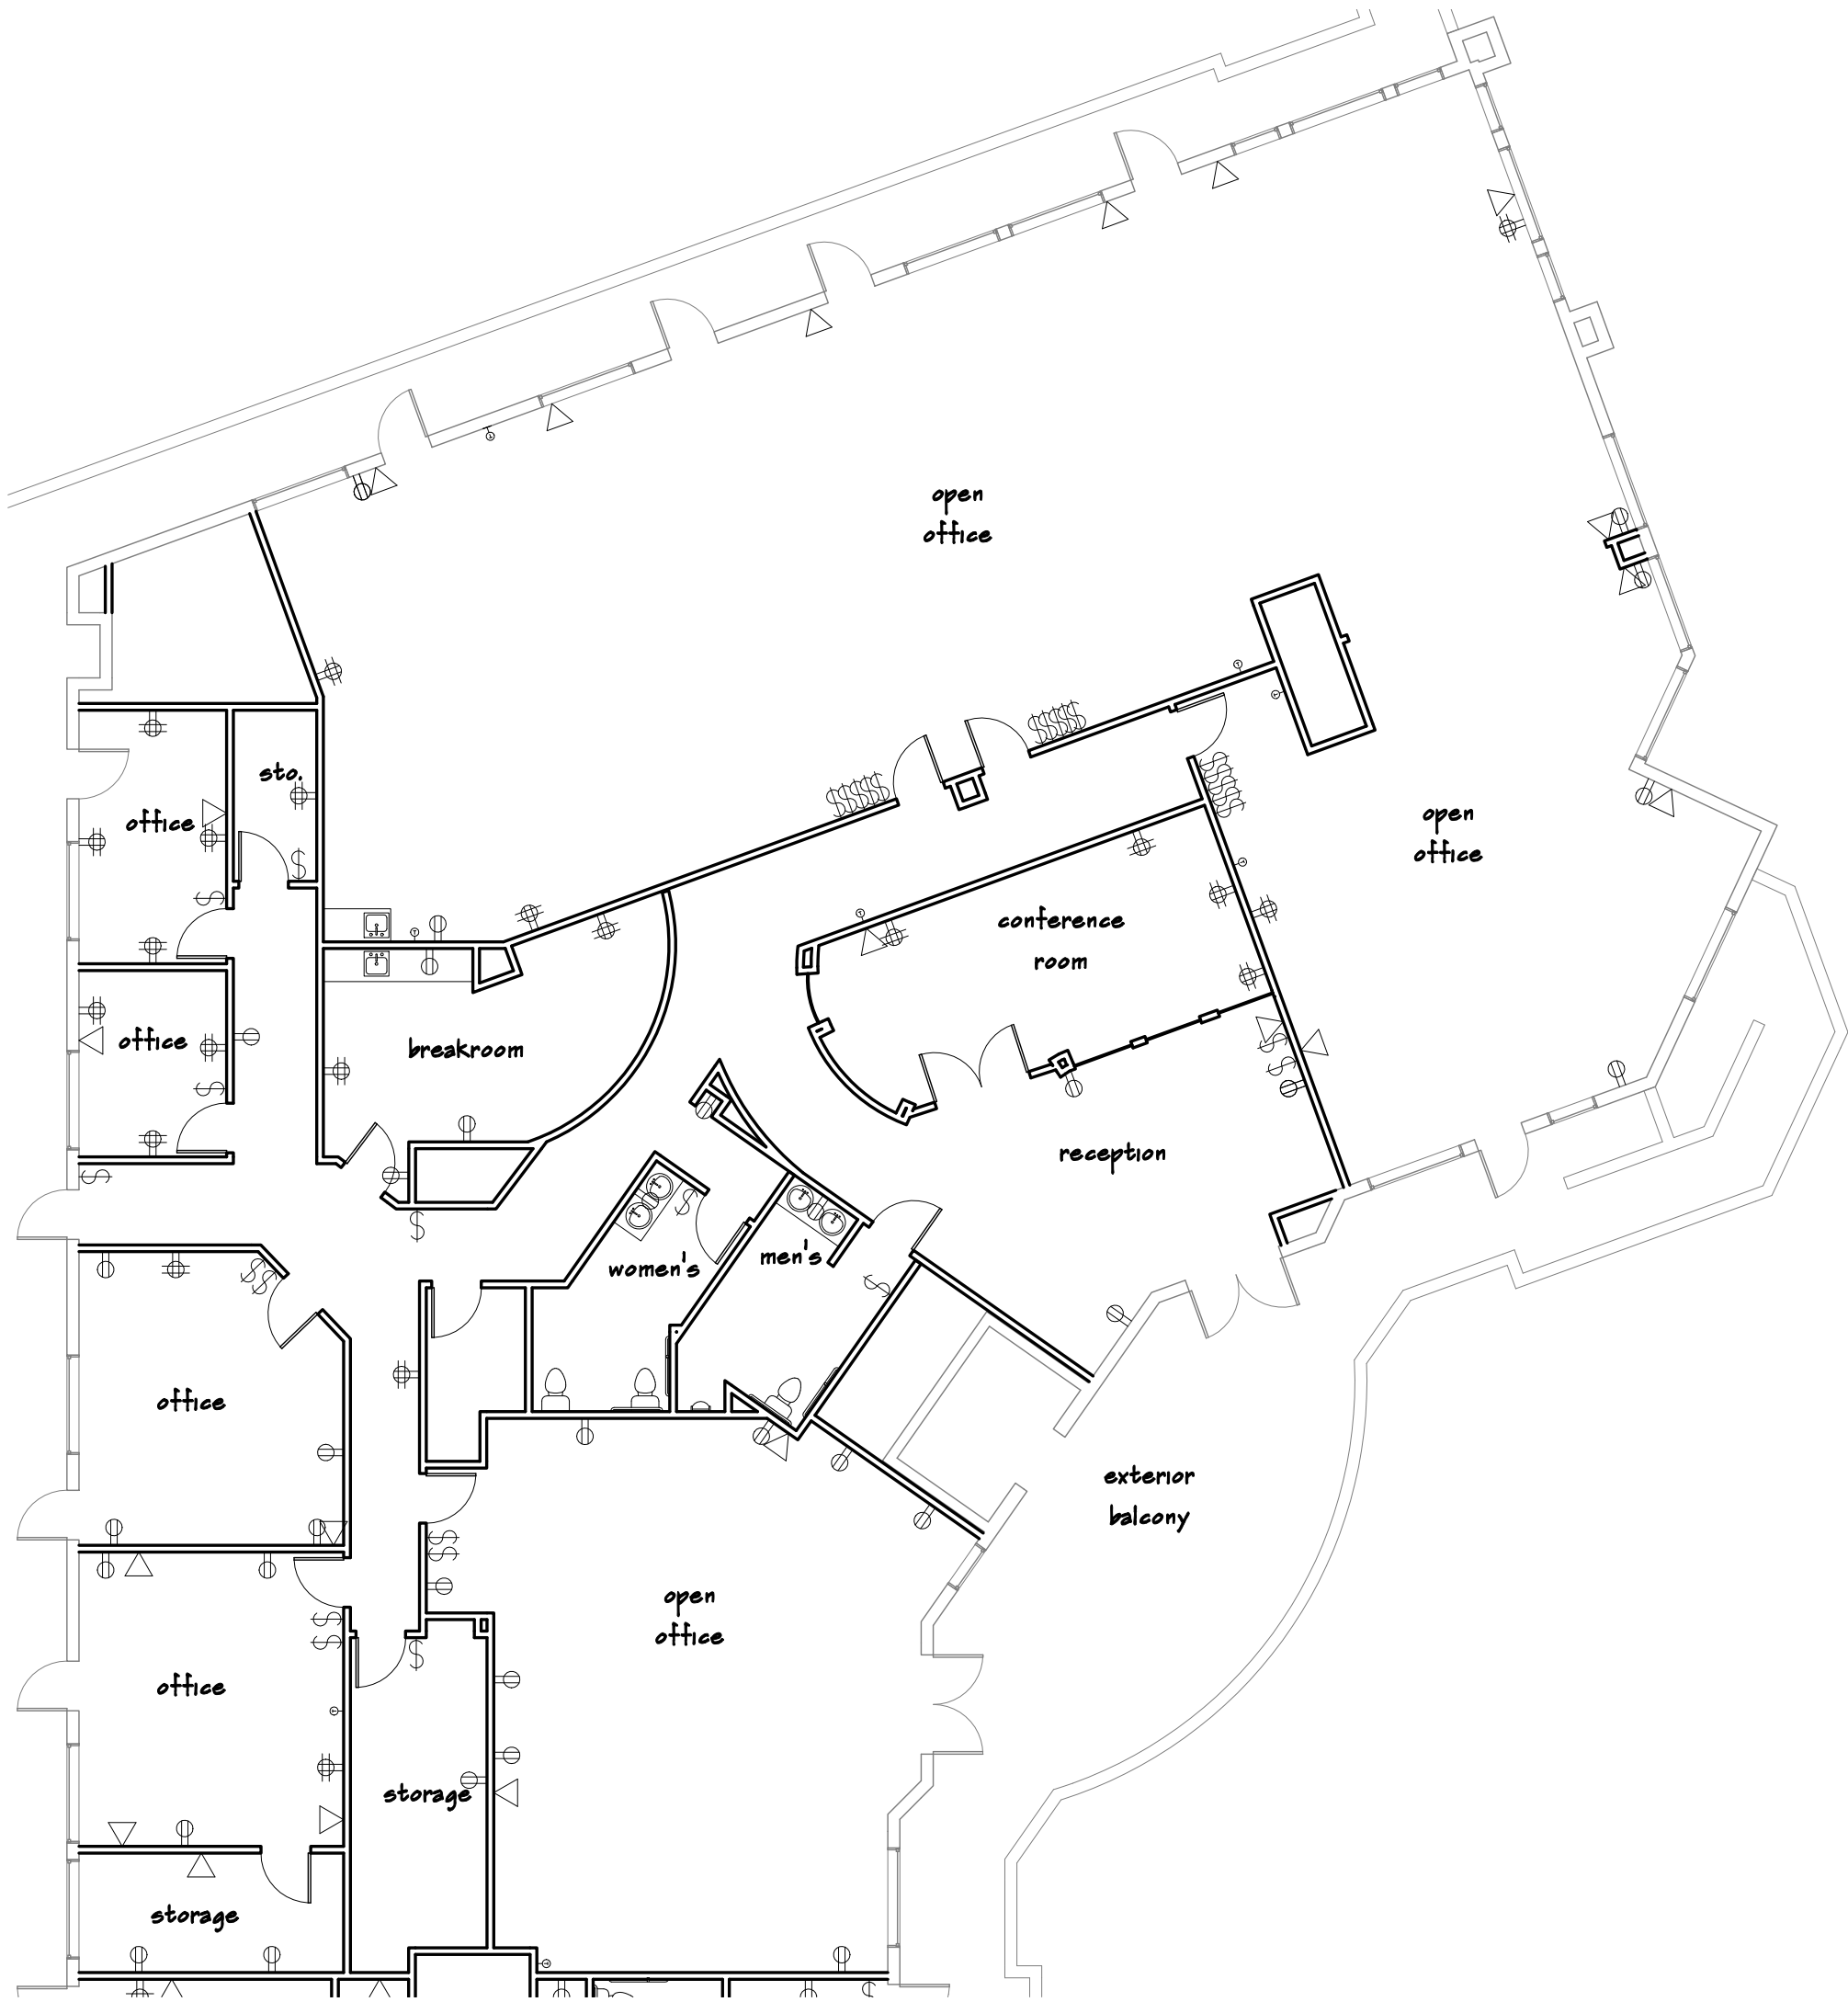 open
office
sto.
office
open
office
conference
room
office
breakroom
reception
women's
men's
office
exterior
balcony
open
office
office
storage
storage